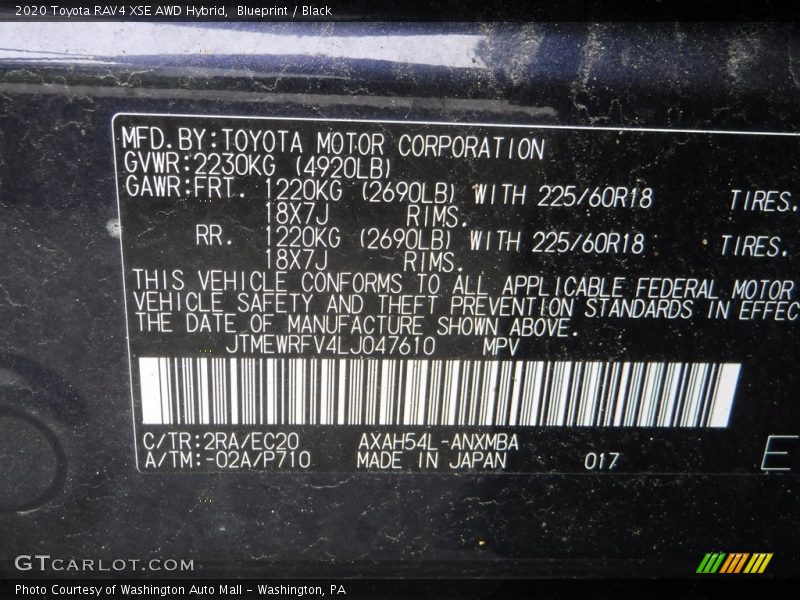 2020 Toyota RAV4 XSE AWD Hybrid,  Blueprint / Black
MFD.BY:TOYOTA MOTOR CORPORATION
GVWR:2230KG (4920LB)
GAWR:FRT. 1220KG (2690LB) WITH 225/60R18 TIRES.
18X7J RIMS.
RR. 1220KG (2690LB) WITH 225/60R18 TIRES.
18X7J RIMS.
THIS VEHICLE CONFORMS TO ALL APPLICABLE FEDERAL MOTOR
VEHICLE SAFETY AND THEFT PREVENTION STANDARDS IN EFFEC
THE DATE OF MANUFACTURE SHOWN ABOVE.
JTMEWRFV4LJ047610 MPV
C/TR:2RA/EC20 AXAH54L-ANXMBA
A/TM:-02A/P710 MADE IN JAPAN 017 E
GTCARLOT.COM
Photo Courtesy of Washington Auto Mall - Washington, PA